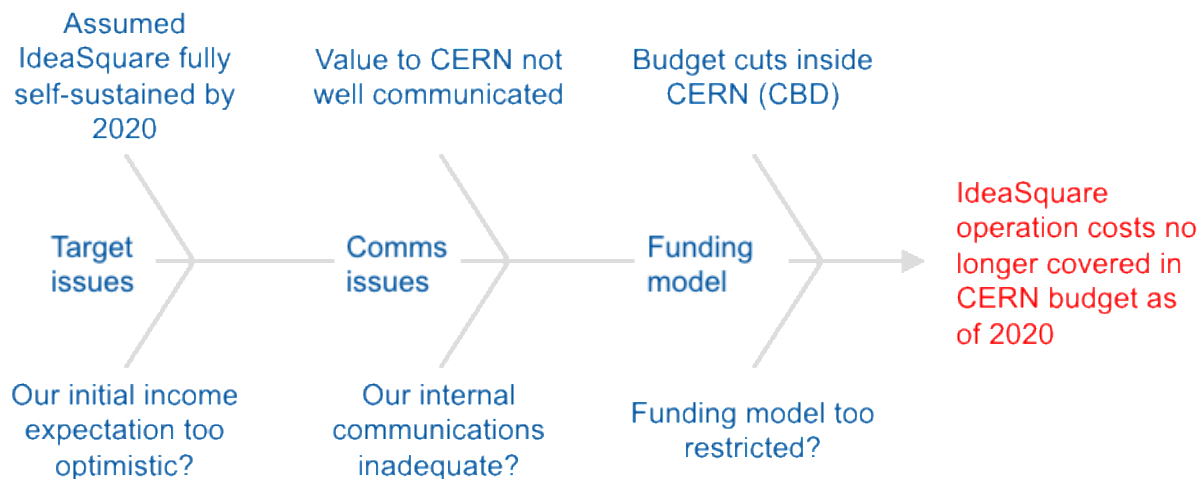 Assumed
IdeaSquare fully
self-sustained by
2020
Value to CERN not
well communicated
Budget cuts inside
CERN (CBD)
Target
issues
Comms
issues
Funding
model
IdeaSquare
operation costs no
longer covered in
CERN budget as
of 2020
Our initial income
expectation too
optimistic?
Our internal
communications
inadequate?
Funding model too
restricted?